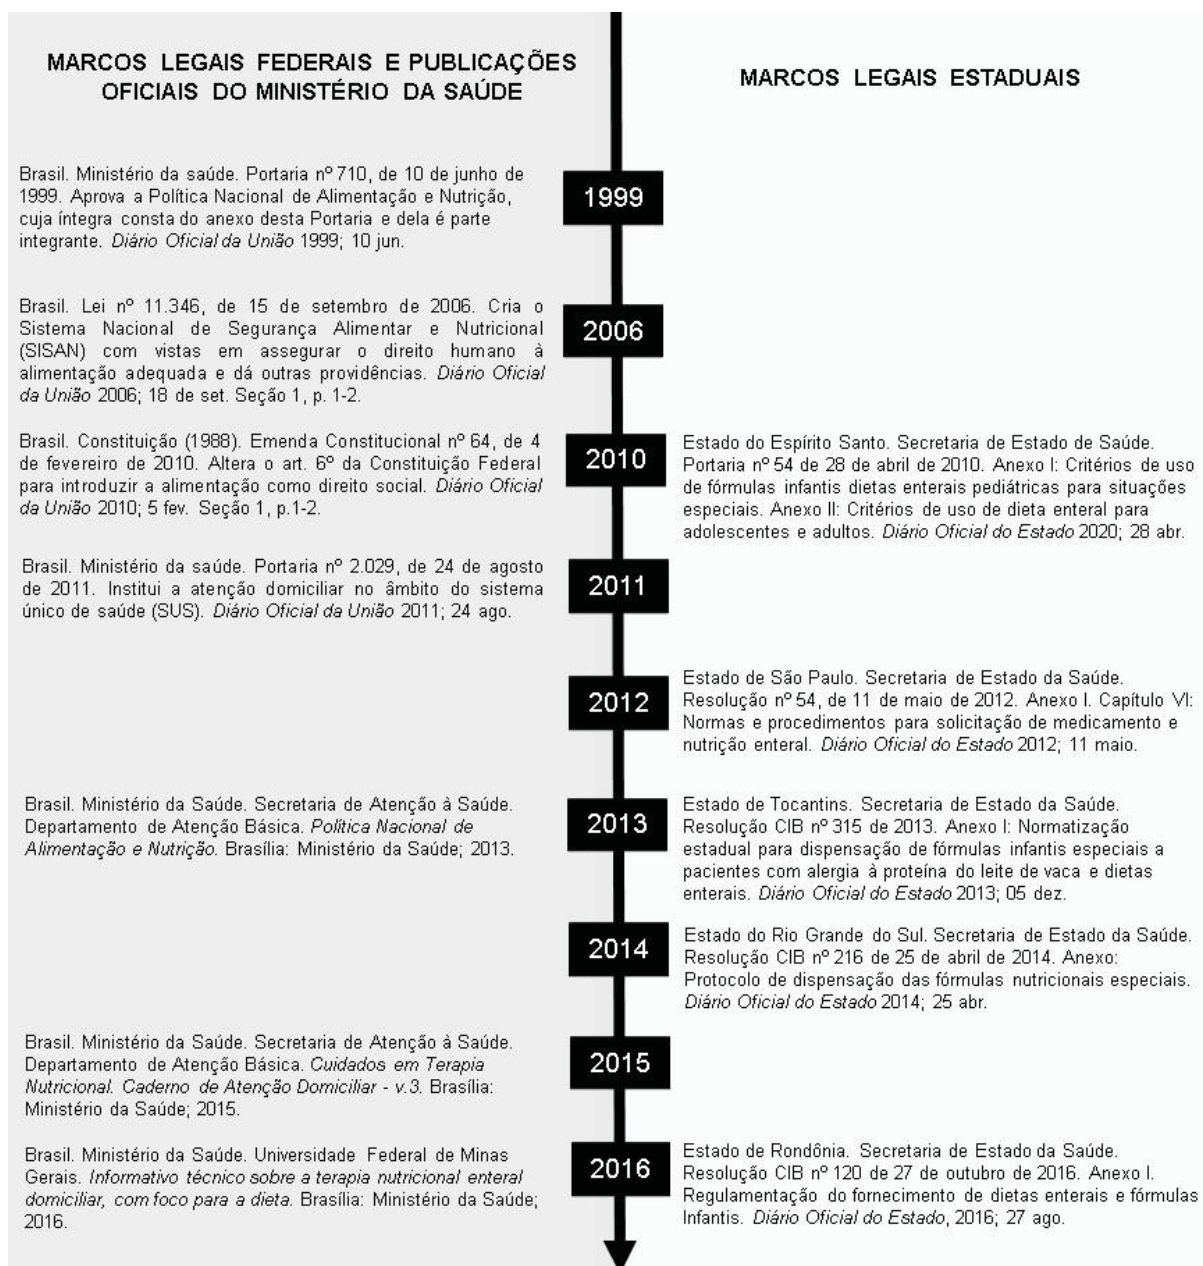 MARCOS LEGAIS FEDERAIS E PUBLICAÇÕES
OFICIAIS DO MINISTÉRIO DA SAÚDE
MARCOS LEGAIS ESTADUAIS
Brasil. Ministério da saúde. Portaria nº 710, de 10 de junho de
1999. Aprova a Política Nacional de Alimentação e Nutrição,
cuja íntegra consta do anexo desta Portaria e dela é parte
integrante. Diário Oficial da União 1999; 10 jun.
1999
Brasil. Lei nº 11.346, de 15 de setembro de 2006. Cria o
Sistema Nacional de Segurança Alimentar e Nutricional
(SISAN) com vistas em assegurar o direito humano à
alimentação adequada e dá outras providências. Diário Oficial
da União 2006; 18 de set. Seção 1, p. 1-2.
2006
Brasil. Constituição (1988). Emenda Constitucional nº 64, de 4
de fevereiro de 2010. Altera o art. 6º da Constituição Federal
para introduzir a alimentação como direito social. Diário Oficial
da União 2010; 5 fev. Seção 1, p.1-2.
2010
Estado do Espírito Santo. Secretaria de Estado de Saúde.
Portaria nº 54 de 28 de abril de 2010. Anexo I: Critérios de uso
de fórmulas infantis dietas enterais pediátricas para situações
especiais. Anexo II: Critérios de uso de dieta enteral para
adolescentes e adultos. Diário Oficial do Estado 2020; 28 abr.
Brasil. Ministério da saúde. Portaria nº 2.029, de 24 de agosto
de 2011. Institui a atenção domiciliar no âmbito do sistema
único de saúde (SUS). Diário Oficial da União 2011; 24 ago.
2011
2012
Estado de São Paulo. Secretaria de Estado da Saúde.
Resolução nº 54, de 11 de maio de 2012. Anexo I. Capítulo VI:
Normas e procedimentos para solicitação de medicamento e
nutrição enteral. Diário Oficial do Estado 2012; 11 maio.
Brasil. Ministério da Saúde. Secretaria de Atenção à Saúde.
Departamento de Atenção Básica. Política Nacional de
Alimentação e Nutrição. Brasília: Ministério da Saúde; 2013.
2013
Estado de Tocantins. Secretaria de Estado da Saúde.
Resolução CIB nº 315 de 2013. Anexo I: Normatização
estadual para dispensação de fórmulas infantis especiais a
pacientes com alergia à proteína do leite de vaca e dietas
enterais. Diário Oficial do Estado 2013; 05 dez.
2014
Estado do Rio Grande do Sul. Secretaria de Estado da Saúde.
Resolução CIB nº 216 de 25 de abril de 2014. Anexo:
Protocolo de dispensação das fórmulas nutricionais especiais.
Diário Oficial do Estado 2014; 25 abr.
Brasil. Ministério da Saúde. Secretaria de Atenção à Saúde.
Departamento de Atenção Básica. Cuidados em Terapia
Nutricional. Caderno de Atenção Domiciliar - v.3. Brasília:
Ministério da Saúde; 2015.
2015
Brasil. Ministério da Saúde. Universidade Federal de Minas
Gerais. Informativo técnico sobre a terapia nutricional enteral
domiciliar, com foco para a dieta. Brasília: Ministério da Saúde;
2016.
2016
Estado de Rondônia. Secretaria de Estado da Saúde.
Resolução CIB nº 120 de 27 de outubro de 2016. Anexo I.
Regulamentação do fornecimento de dietas enterais e fórmulas
Infantis. Diário Oficial do Estado, 2016; 27 ago.